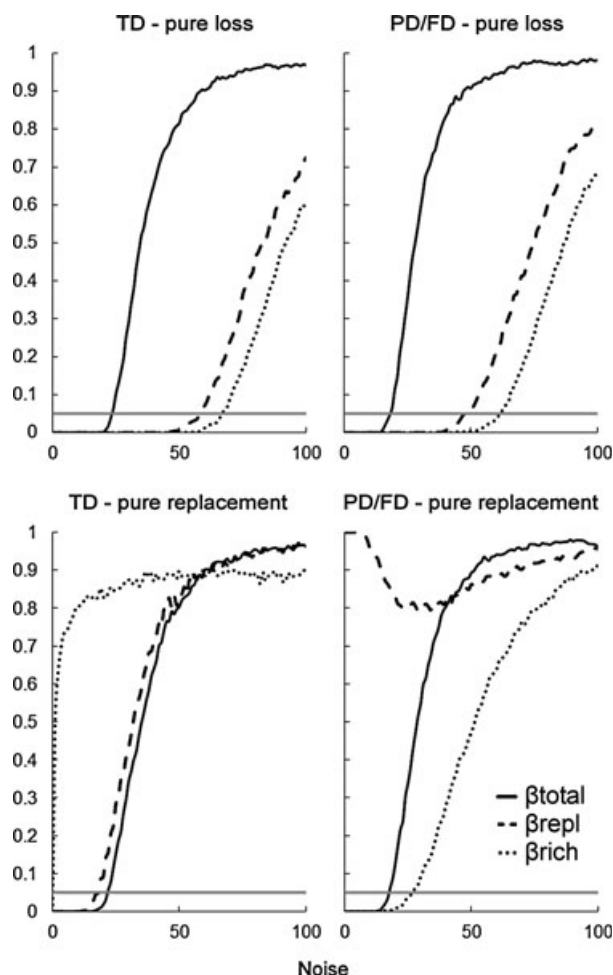 TD - pure loss
PD/FD - pure loss
1
0.9
0.8
0.7
0.6
0.5
0.4
0.3
0.2
0.1
0
0 50 100
0 50 100
TD - pure replacement
PD/FD - pure replacement
1
0.9
0.8
0.7
0.6
0.5
0.4
0.3
0.2
0.1
0
βtotal
βrepl
βrich
0 50 100
0 50 100
Noise